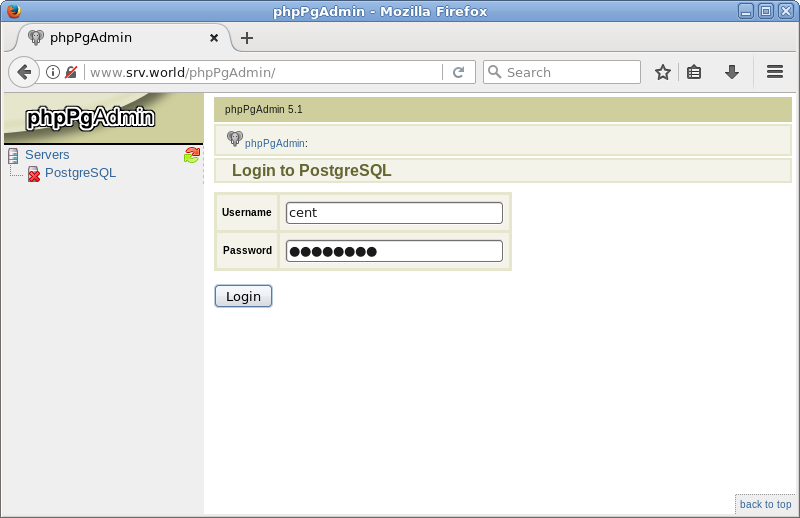 phpPgAdmin - Mozilla Firefox
phpPgAdmin
www.srv.world/phpPgAdmin/
Search
phpPgAdmin
Servers
PostgreSQL
phpPgAdmin 5.1
phpPgAdmin:
Login to PostgreSQL
Username
cent
Password
●●●●●●●●
Login
back to top